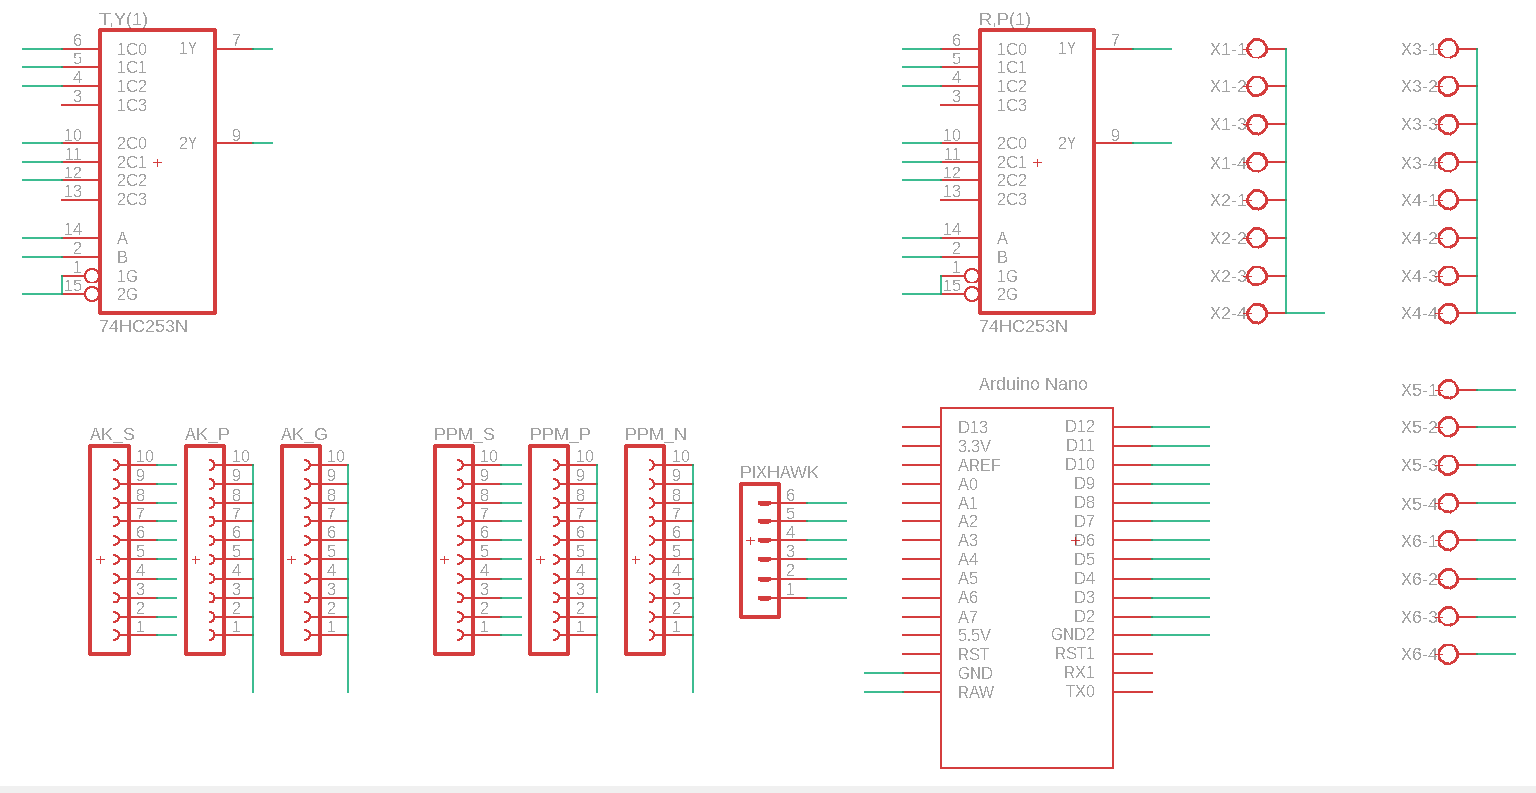 T,Y(1)
6 1C0 1Y 7
5 1C1
4 1C2
3 1C3
10 2C0 2Y 9
11 2C1
12 2C2
13 2C3
14 A
2 B
1 1G
15 2G
74HC253N
R,P(1)
6 1C0 1Y 7
5 1C1
4 1C2
3 1C3
10 2C0 2Y 9
11 2C1
12 2C2
13 2C3
14 A
2 B
1 1G
15 2G
74HC253N
X1-1
X1-2
X1-3
X1-4
X2-1
X2-2
X2-3
X2-4
X3-1
X3-2
X3-3
X3-4
X4-1
X4-2
X4-3
X4-4
AK_S
10
9
8
7
6
5
4
3
2
1
AK_P
10
9
8
7
6
5
4
3
2
1
AK_G
10
9
8
7
6
5
4
3
2
1
PPM_S
10
9
8
7
6
5
4
3
2
1
PPM_P
10
9
8
7
6
5
4
3
2
1
PPM_N
10
9
8
7
6
5
4
3
2
1
PIXHAWK
6
5
4
3
2
1
Arduino Nano
D13 D12
3.3V D11
AREF D10
A0 D9
A1 D8
A2 D7
A3 D6
A4 D5
A5 D4
A6 D3
A7 D2
5.5V GND2
RST RST1
GND RX1
RAW TX0
X5-1
X5-2
X5-3
X5-4
X6-1
X6-2
X6-3
X6-4